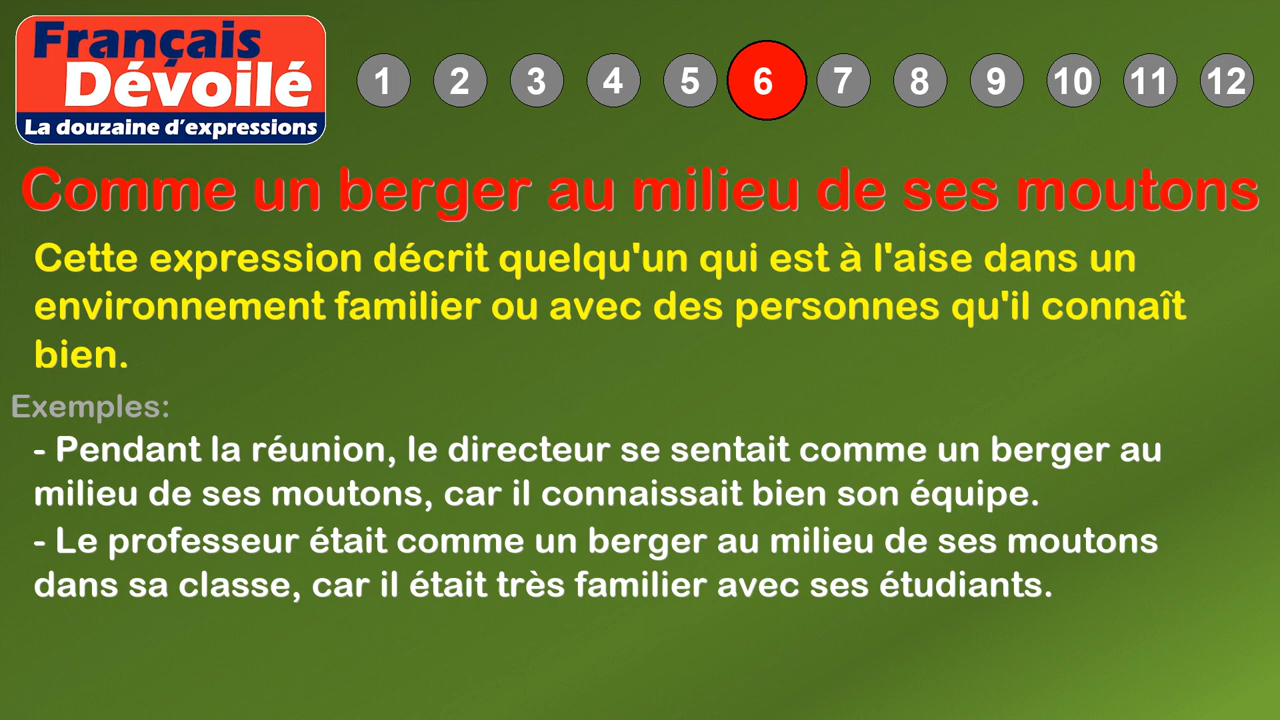 Français
Dévoilé
La douzaine d'expressions
1 2 3 4 5 6 7 8 9 10 11 12
Comme un berger au milieu de ses moutons
Cette expression décrit quelqu'un qui est à l'aise dans un
environnement familier ou avec des personnes qu'il connaît
bien.
Exemples:
- Pendant la réunion, le directeur se sentait comme un berger au
milieu de ses moutons, car il connaissait bien son équipe.
- Le professeur était comme un berger au milieu de ses moutons
dans sa classe, car il était très familier avec ses étudiants.